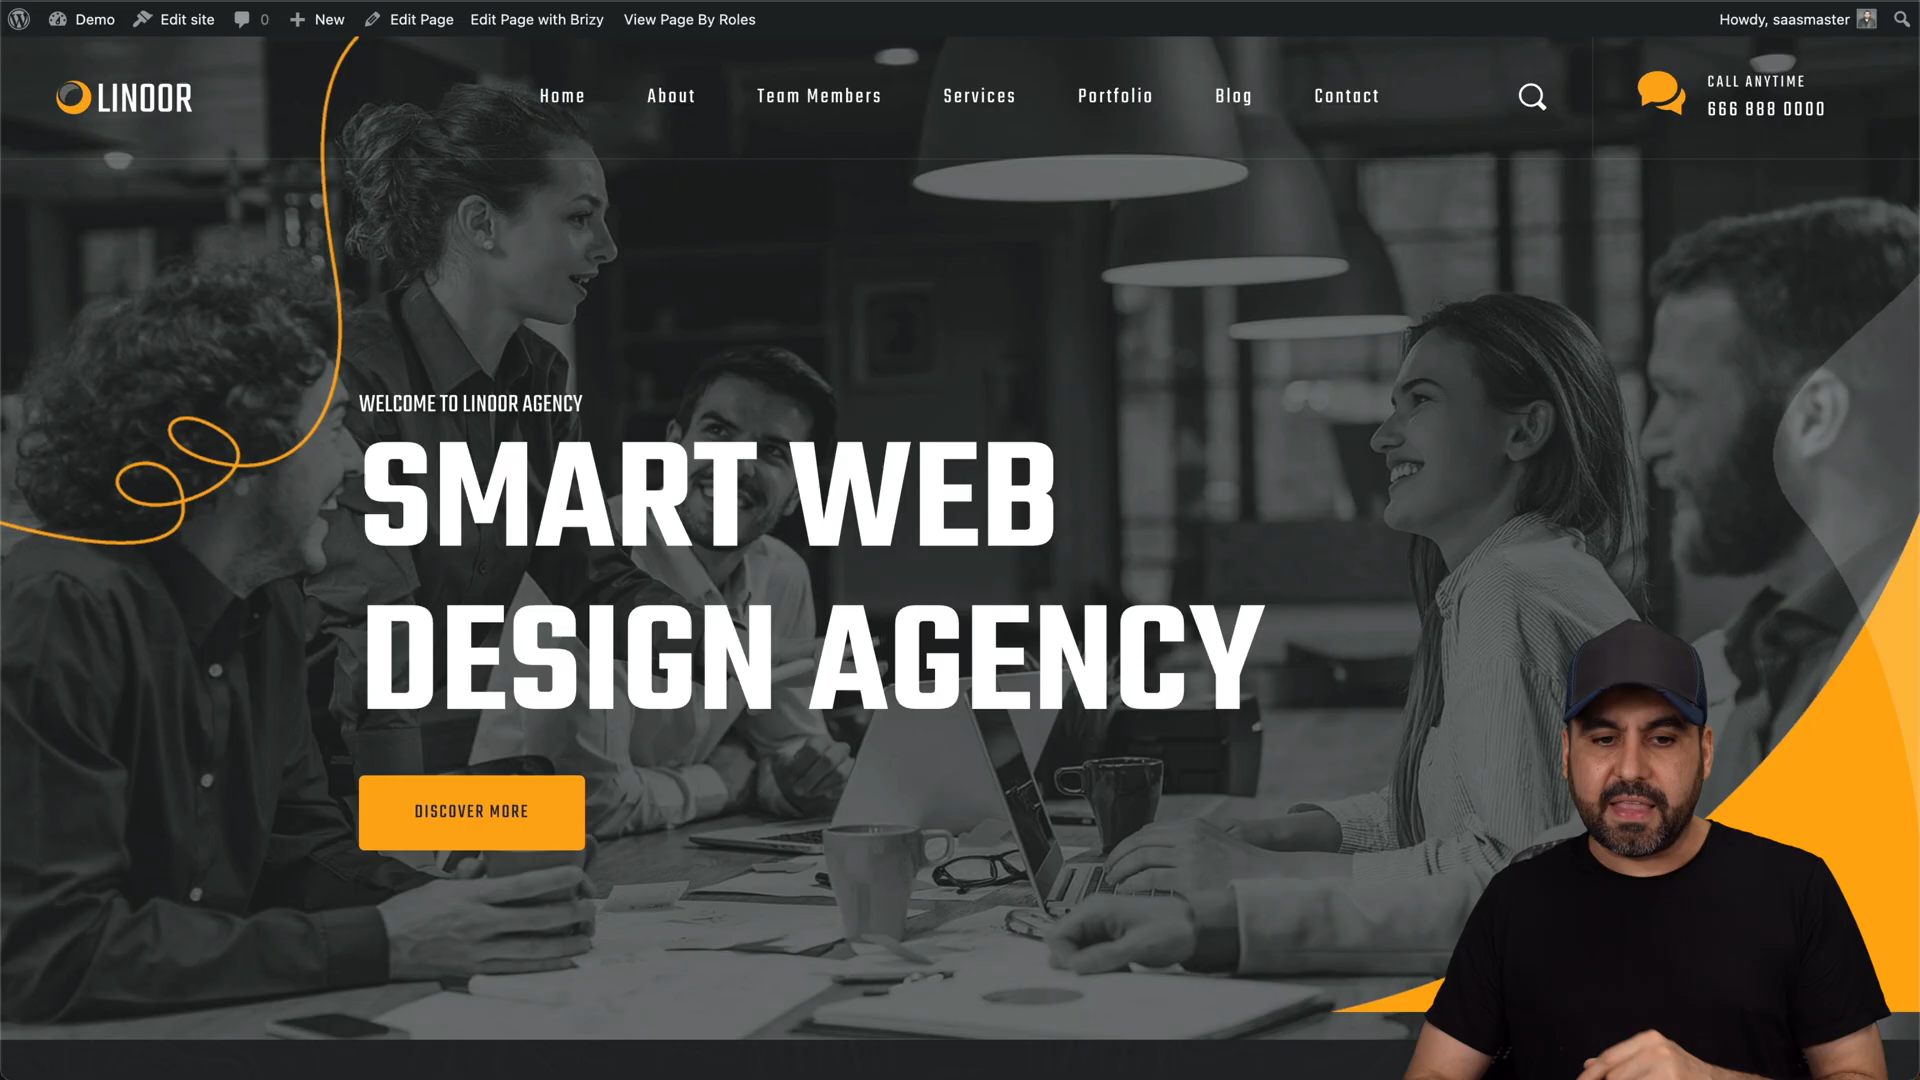 Demo Edit site 0 New Edit Page Edit Page with Brizy View Page By Roles Howdy, saasmaster
LINOOR Home About Team Members Services Portfolio Blog Contact
CALL ANYTIME
666 888 0000
WELCOME TO LINOOR AGENCY
SMART WEB
DESIGN AGENCY
DISCOVER MORE